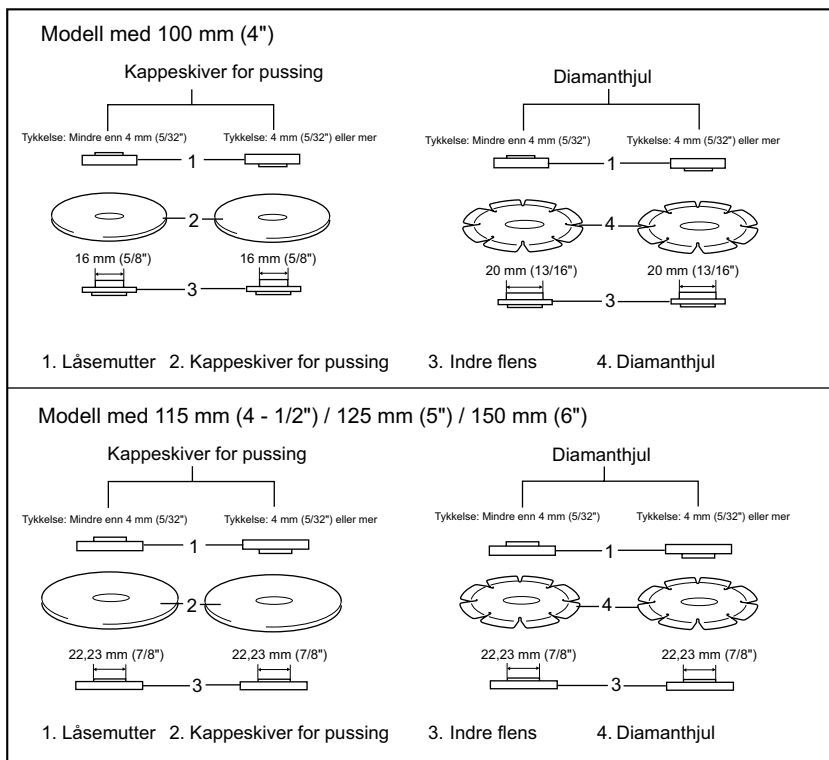 Modell med 100 mm (4")
Kappeskiver for pussing
Diamanthjul
Tykkelse: Mindre enn 4 mm (5/32")
Tykkelse: 4 mm (5/32") eller mer
Tykkelse: Mindre enn 4 mm (5/32")
Tykkelse: 4 mm (5/32") eller mer
1
1
2
4
16 mm (5/8")
16 mm (5/8")
20 mm (13/16")
20 mm (13/16")
3
3
1. Låsemutter 2. Kappeskiver for pussing 3. Indre flens 4. Diamanthjul
Modell med 115 mm (4 - 1/2") / 125 mm (5") / 150 mm (6")
Kappeskiver for pussing
Diamanthjul
Tykkelse: Mindre enn 4 mm (5/32")
Tykkelse: 4 mm (5/32") eller mer
Tykkelse: Mindre enn 4 mm (5/32")
Tykkelse: 4 mm (5/32") eller mer
1
1
2
4
22,23 mm (7/8")
22,23 mm (7/8")
22,23 mm (7/8")
22,23 mm (7/8")
3
3
1. Låsemutter 2. Kappeskiver for pussing 3. Indre flens 4. Diamanthjul